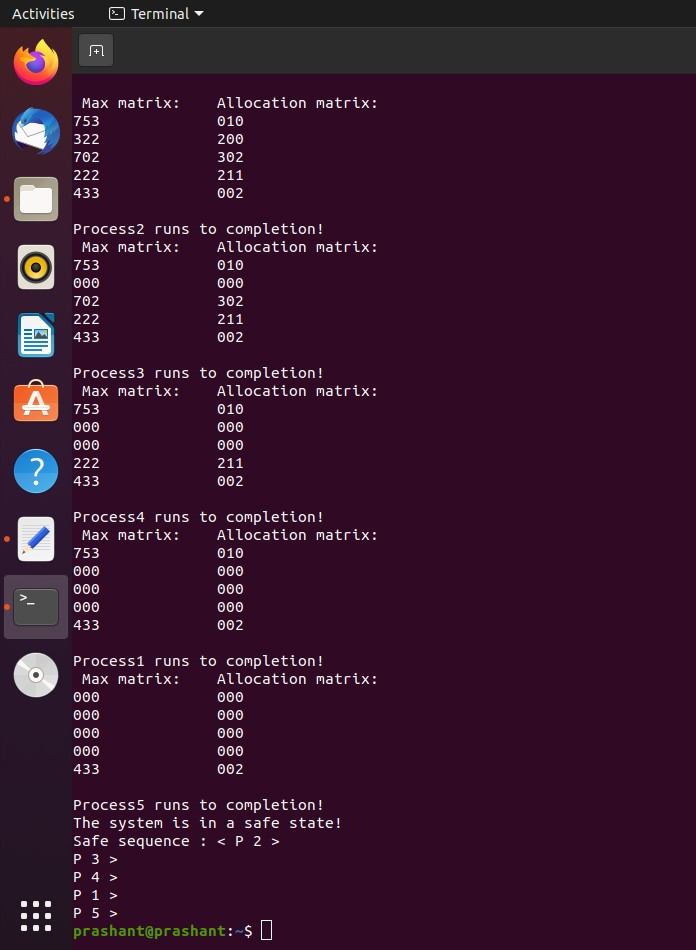 Activities
Terminal
Max matrix: Allocation matrix:
753 010
322 200
702 302
222 211
433 002
Process2 runs to completion!
Max matrix: Allocation matrix:
753 010
000 000
702 302
222 211
433 002
Process3 runs to completion!
Max matrix: Allocation matrix:
753 010
000 000
000 000
222 211
433 002
Process4 runs to completion!
Max matrix: Allocation matrix:
753 010
000 000
000 000
000 000
433 002
Process1 runs to completion!
Max matrix: Allocation matrix:
000 000
000 000
000 000
000 000
433 002
Process5 runs to completion!
The system is in a safe state!
Safe sequence : < P 2 >
P 3 >
P 4 >
P 1 >
P 5 >
prashant@prashant:~$